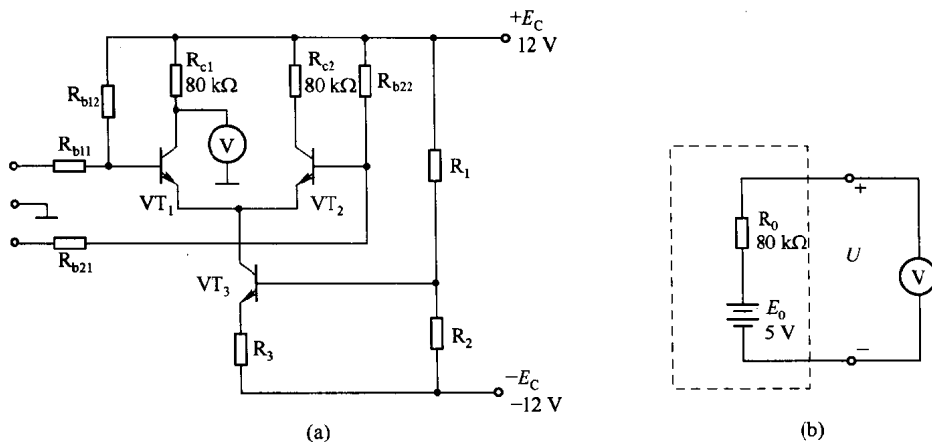 +E_C
12 V
R_c1
80 kΩ
R_c2
80 kΩ
R_b22
R_b12
V
R_b11
R_1
VT_1
VT_2
R_b21
VT_3
R_2
R_3
−E_C
−12 V
(a)
R_0
80 kΩ
+
U
V
E_0
5 V
−
(b)